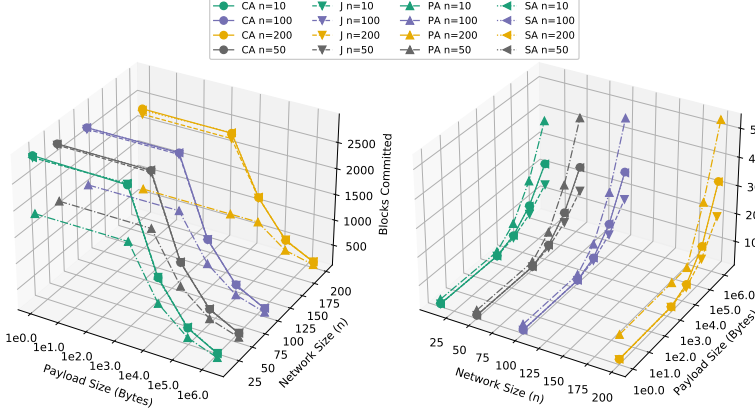 CA n=10 J n=10 PA n=10 SA n=10
CA n=100 J n=100 PA n=100 SA n=100
CA n=200 J n=200 PA n=200 SA n=200
CA n=50 J n=50 PA n=50 SA n=50
2500
2000
1500
1000
500
Blocks Committed
1e0.0
1e1.0
1e2.0
1e3.0
1e4.0
1e5.0
1e6.0
Payload Size (Bytes)
25
50
75
100
125
150
175
200
Network Size (n)
25
50
75
100
125
150
175
200
Network Size (n)
1e0.0
1e1.0
1e2.0
1e3.0
1e4.0
1e5.0
1e6.0
Payload Size (Bytes)